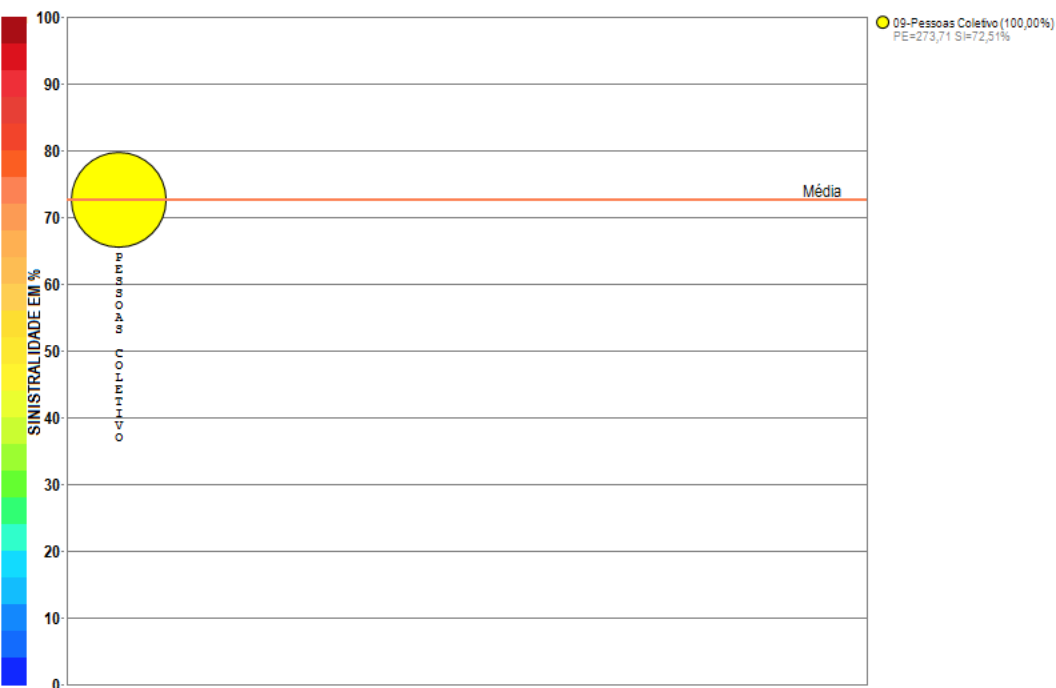 100
90
80
70
60
50
40
30
20
10
0
SINISTRALIDADE EM %
PESSOAS COLETIVO
Média
09-Pessoas Coletivo (100,00%)
PE=273,71 SI=72,51%